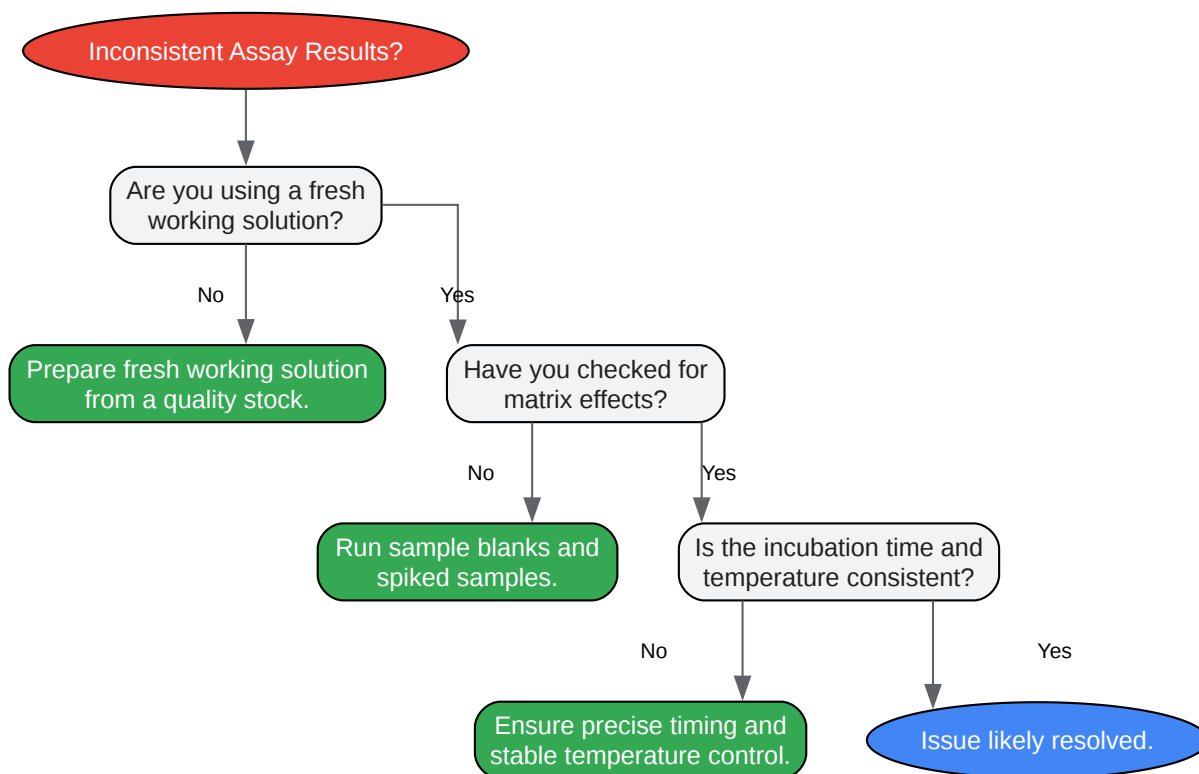 Inconsistent Assay Results?
Are you using a fresh
working solution?
No
Yes
Prepare fresh working solution
from a quality stock.
Have you checked for
matrix effects?
No
Yes
Run sample blanks and
spiked samples.
Is the incubation time and
temperature consistent?
No
Yes
Ensure precise timing and
stable temperature control.
Issue likely resolved.